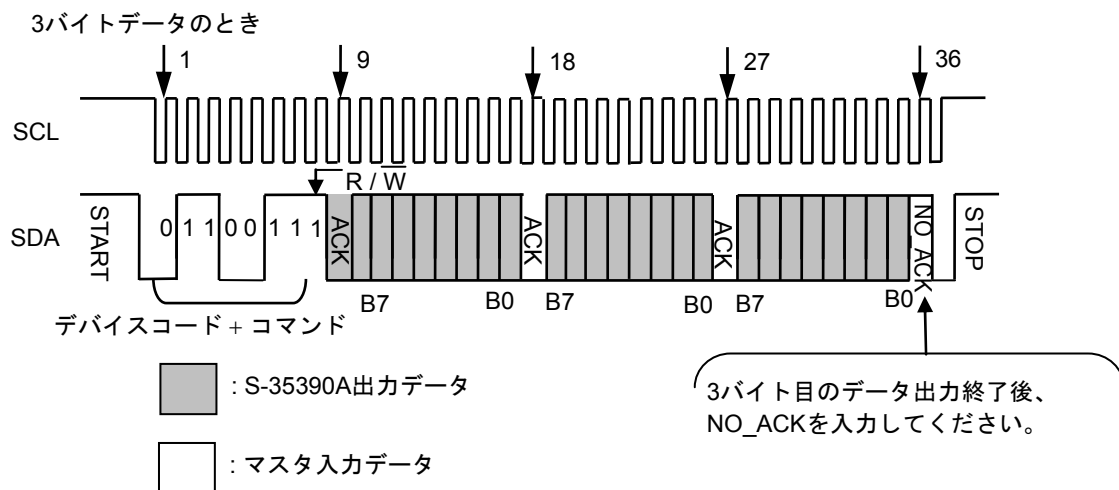 3バイトデータのとき
1 9 18 27 36
SCL
R / W
SDA
START
0 1 1 0 0 1 1 1
ACK
ACK
ACK
NO_ACK
STOP
B7 B0 B7 B0 B7 B0
デバイスコード + コマンド
: S-35390A出力データ
: マスタ入力データ
3バイト目のデータ出力終了後、
NO_ACKを入力してください。